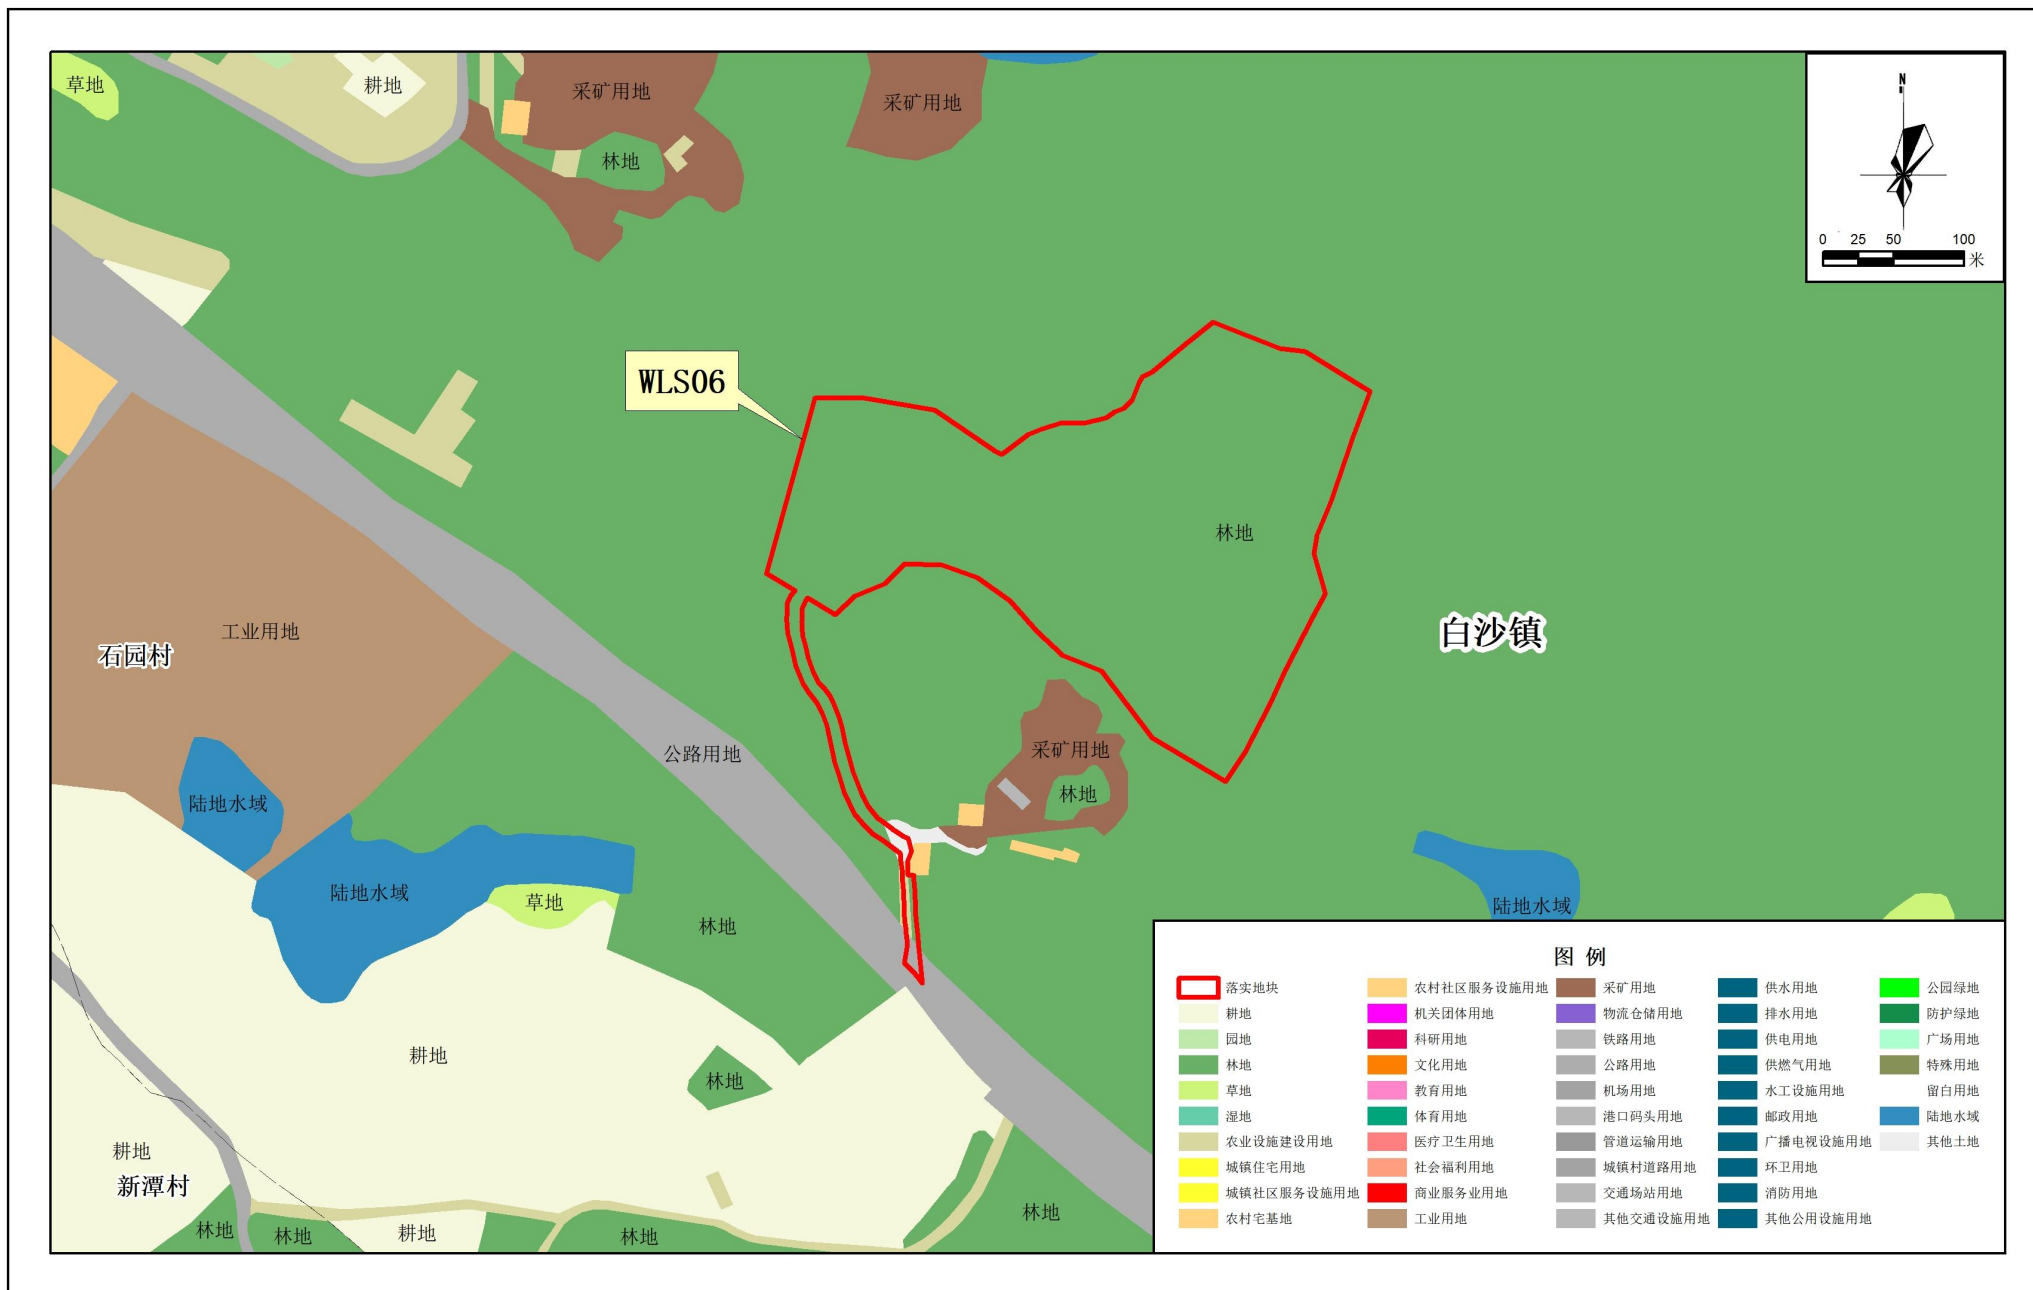 草地
耕地
采矿用地
采矿用地
林地
N
0 25 50 100
米
WLS06
林地
白沙镇
工业用地
石园村
公路用地
采矿用地
林地
陆地水域
陆地水域
草地
林地
陆地水域
耕地
林地
耕地
新潭村
林地
林地
耕地
林地
林地
图 例
落实地块
耕地
园地
林地
草地
湿地
农业设施建设用地
城镇住宅用地
城镇社区服务设施用地
农村宅基地
农村社区服务设施用地
机关团体用地
科研用地
文化用地
教育用地
体育用地
医疗卫生用地
社会福利用地
商业服务业用地
工业用地
采矿用地
物流仓储用地
铁路用地
公路用地
机场用地
港口码头用地
管道运输用地
城镇村道路用地
交通场站用地
其他交通设施用地
供水用地
排水用地
供电用地
供燃气用地
水工设施用地
邮政用地
广播电视设施用地
环卫用地
消防用地
其他公用设施用地
公园绿地
防护绿地
广场用地
特殊用地
留白用地
陆地水域
其他土地